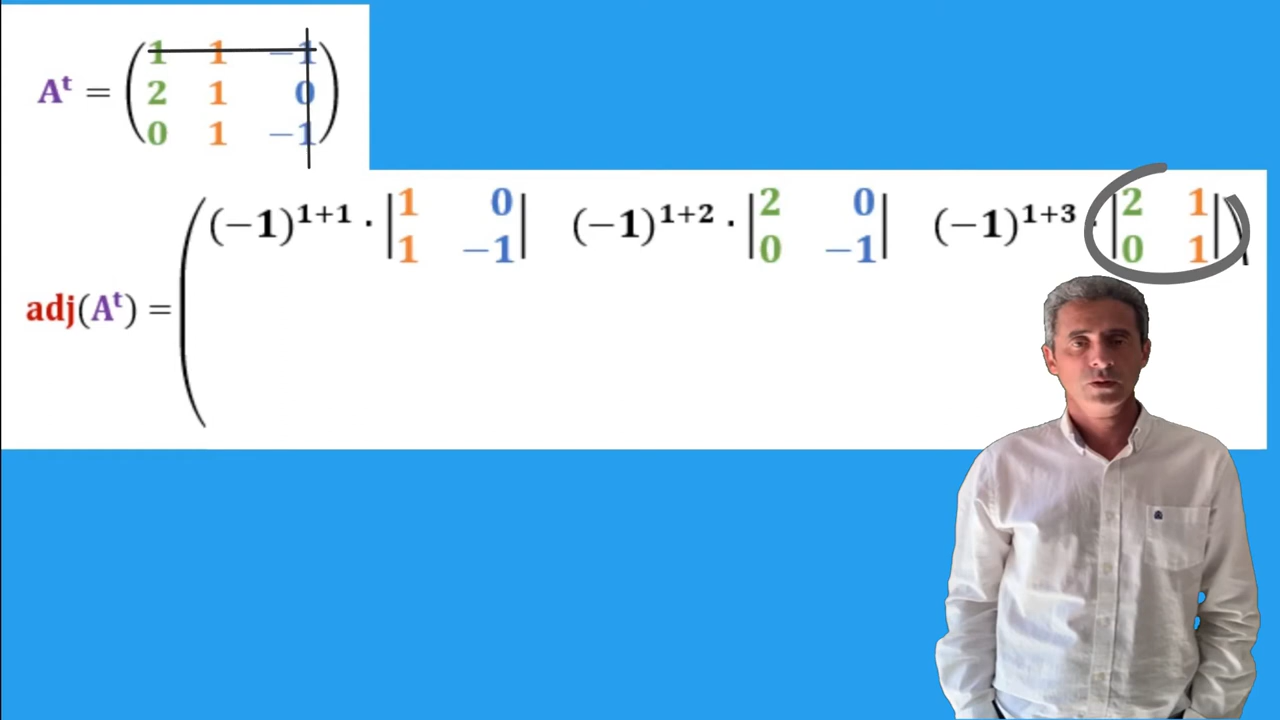 Aᵗ = ( 1 1 −1
2 1 0
0 1 −1 )
adj(Aᵗ) = ( (−1)¹⁺¹ · |1 0| (−1)¹⁺² · |2 0| (−1)¹⁺³ · |2 1| )
|1 −1| |0 −1| |0 1|